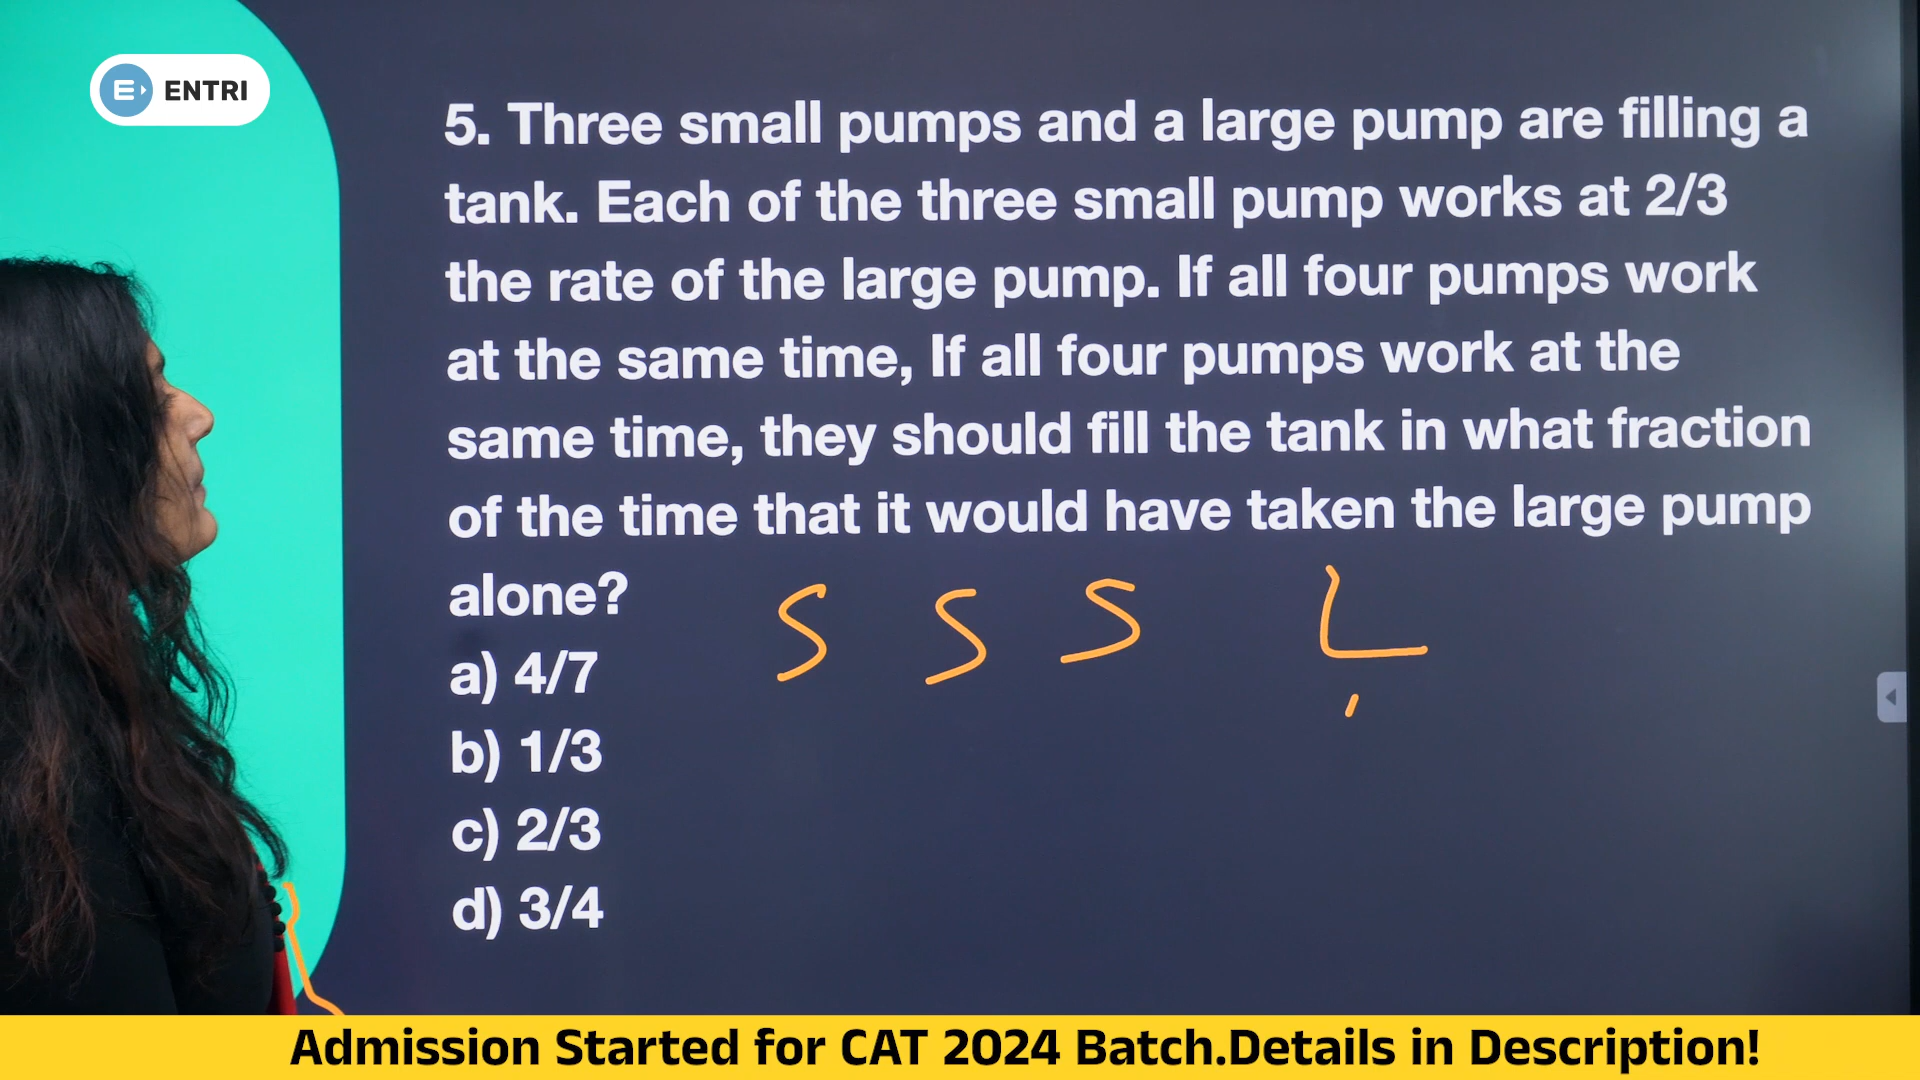 ENTRI
5. Three small pumps and a large pump are filling a
tank. Each of the three small pump works at 2/3
the rate of the large pump. If all four pumps work
at the same time, If all four pumps work at the
same time, they should fill the tank in what fraction
of the time that it would have taken the large pump
alone?
S S S L
a) 4/7
b) 1/3
c) 2/3
d) 3/4
Admission Started for CAT 2024 Batch.Details in Description!